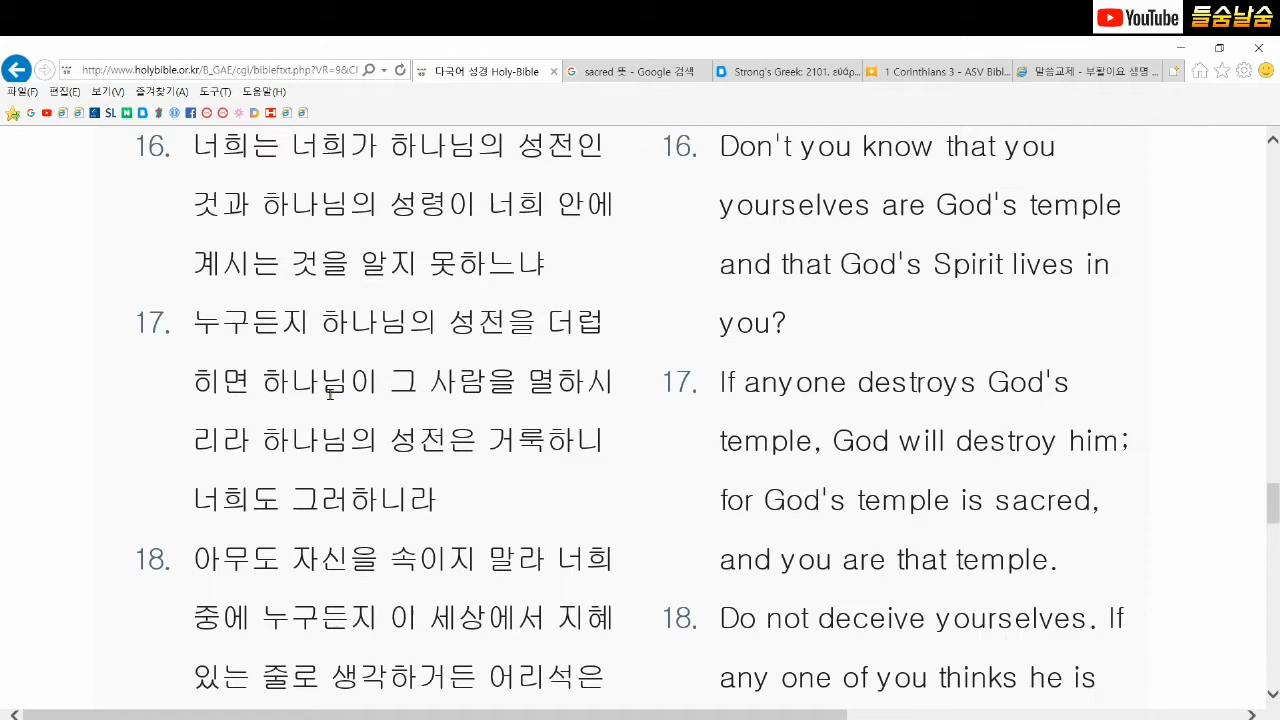 YouTube 들숨날숨
http://www.holybible.or.kr/B_GAE/cgi/bibleftxt.php?VR=9&CI
다국어 성경 Holy-Bible
sacred 뜻 - Google 검색
Strong's Greek: 2101. εὐάρ...
1 Corinthians 3 - ASV Bibl...
말씀교제 - 부활이요 생명 ...
파일(F) 편집(E) 보기(V) 즐겨찾기(A) 도구(T) 도움말(H)
16. 너희는 너희가 하나님의 성전인
것과 하나님의 성령이 너희 안에
계시는 것을 알지 못하느냐
17. 누구든지 하나님의 성전을 더럽
히면 하나님이 그 사람을 멸하시
리라 하나님의 성전은 거룩하니
너희도 그러하니라
18. 아무도 자신을 속이지 말라 너희
중에 누구든지 이 세상에서 지혜
있는 줄로 생각하거든 어리석은
16. Don't you know that you
yourselves are God's temple
and that God's Spirit lives in
you?
17. If anyone destroys God's
temple, God will destroy him;
for God's temple is sacred,
and you are that temple.
18. Do not deceive yourselves. If
any one of you thinks he is